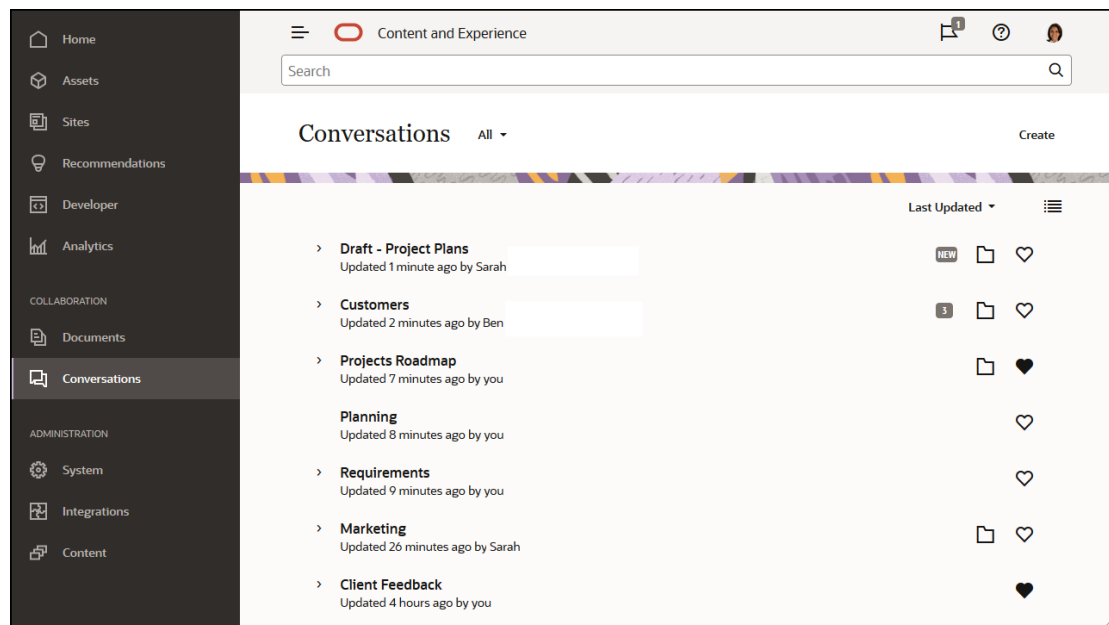 Home
Assets
Sites
Recommendations
Developer
Analytics
COLLABORATION
Documents
Conversations
ADMINISTRATION
System
Integrations
Content
Content and Experience
1
Search
Conversations All
Create
Last Updated
Draft - Project Plans
NEW
Updated 1 minute ago by Sarah
Customers
3
Updated 2 minutes ago by Ben
Projects Roadmap
Updated 7 minutes ago by you
Planning
Updated 8 minutes ago by you
Requirements
Updated 9 minutes ago by you
Marketing
Updated 26 minutes ago by Sarah
Client Feedback
Updated 4 hours ago by you